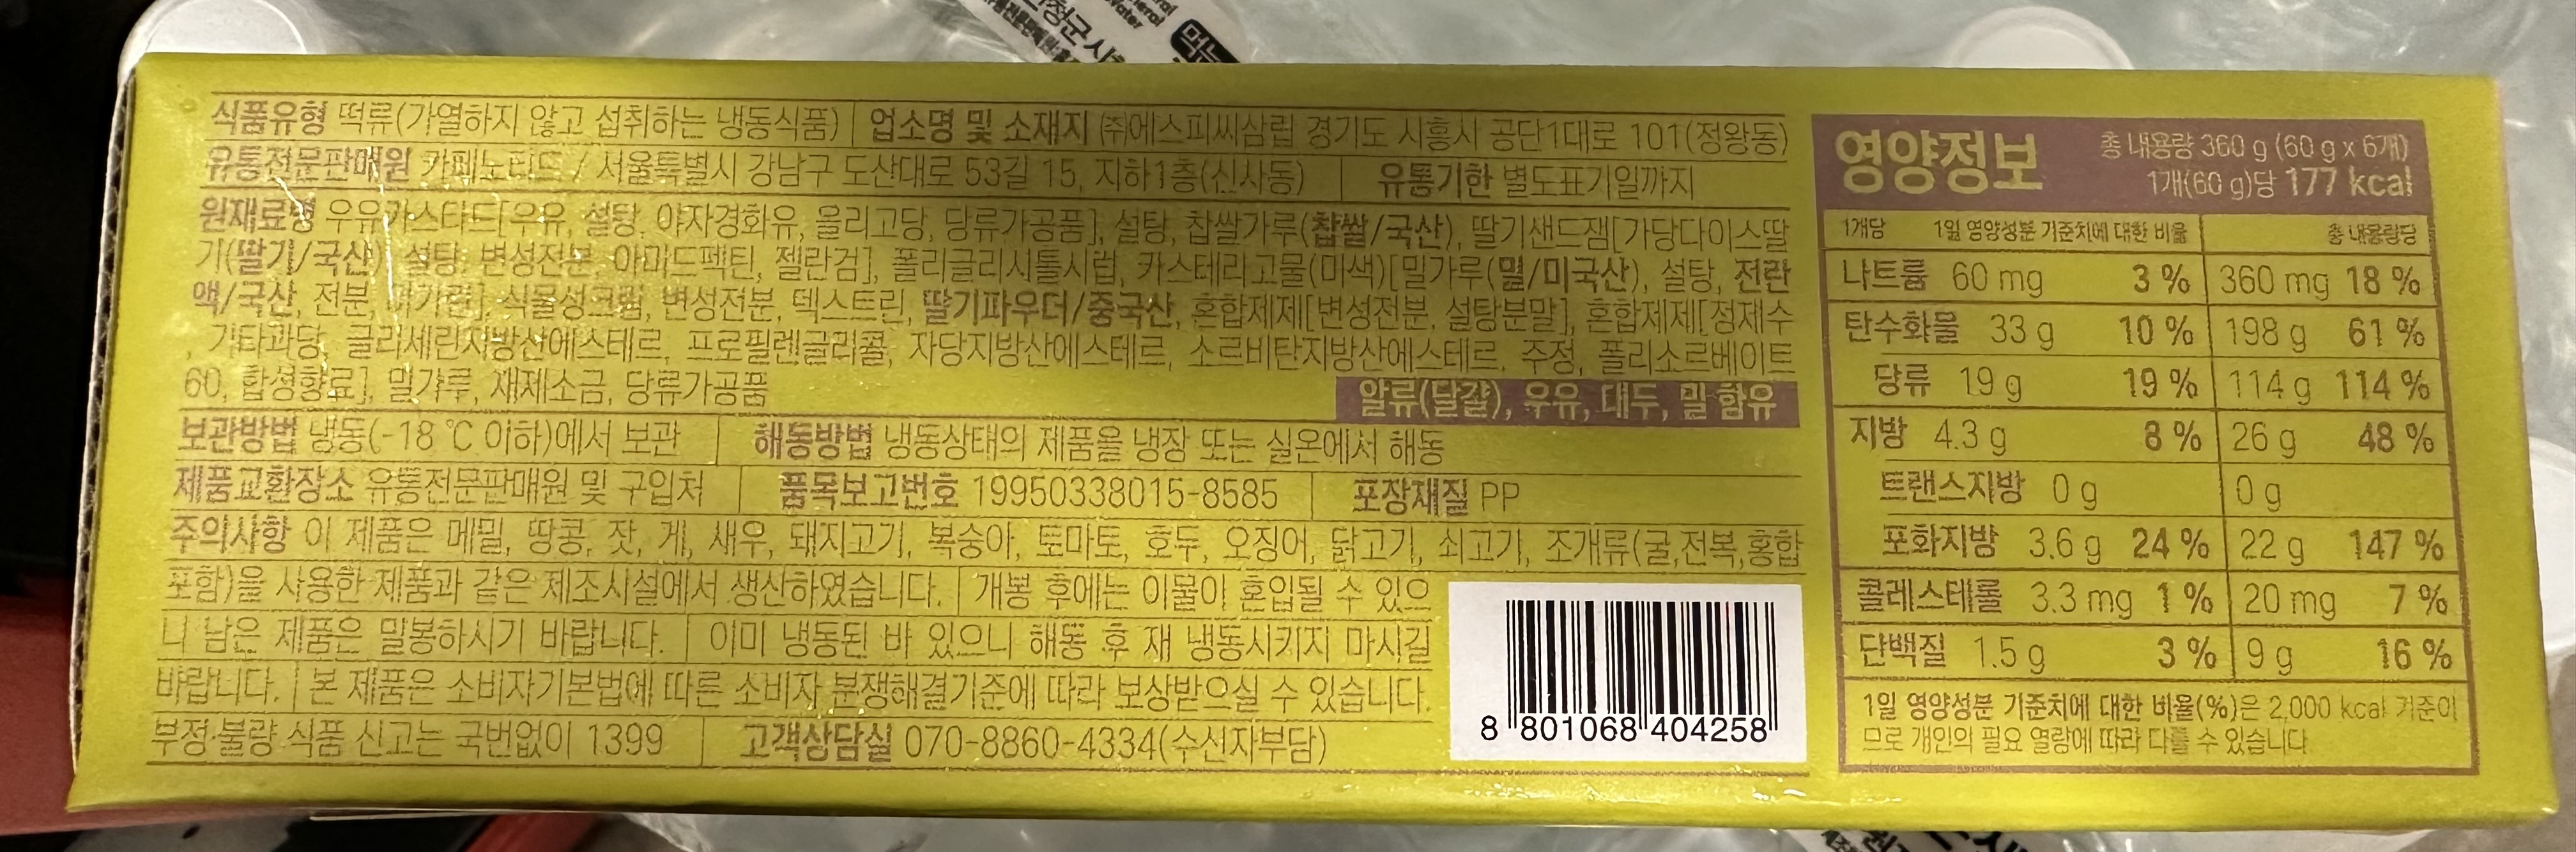 먹는
식품유형 떡류(가열하지 않고 섭취하는 냉동식품) | 업소명 및 소재지 ㈜에스피씨삼립 경기도 시흥시 공단1대로 101(정왕동)
유통전문판매원 카페노티드 / 서울특별시 강남구 도산대로 53길 15, 지하1층(신사동) | 유통기한 별도표기일까지
원재료명 우유카스타드[우유, 설탕, 야자경화유, 올리고당, 당류가공품], 설탕, 찹쌀가루(찹쌀/국산), 딸기샌드잼[가당다이스딸
기(딸기/국산), 설탕, 변성전분, 아미드펙틴, 젤란검], 폴리글리시톨시럽, 카스테리고물(미색)[밀가루(밀/미국산), 설탕, 전란
액/국산, 전분, 마가린], 식물성크림, 변성전분, 덱스트린, 딸기파우더/중국산, 혼합제제[변성전분, 설탕분말], 혼합제제[정제수
, 기타과당, 글리세린지방산에스테르, 프로필렌글리콜, 자당지방산에스테르, 소르비탄지방산에스테르, 주정, 폴리소르베이트
60, 합성향료], 밀가루, 재제소금, 당류가공품
알류(달걀), 우유, 대두, 밀 함유
보관방법 냉동(-18 ℃ 이하)에서 보관 | 해동방법 냉동상태의 제품을 냉장 또는 실온에서 해동
제품교환장소 유통전문판매원 및 구입처 | 품목보고번호 19950338015-8585 | 포장재질 PP
주의사항 이 제품은 메밀, 땅콩, 잣, 게, 새우, 돼지고기, 복숭아, 토마토, 호두, 오징어, 닭고기, 쇠고기, 조개류(굴,전복,홍합
포함)을 사용한 제품과 같은 제조시설에서 생산하였습니다. | 개봉 후에는 이물이 혼입될 수 있으
니 남은 제품은 밀봉하시기 바랍니다. | 이미 냉동된 바 있으니 해동 후 재 냉동시키지 마시길
바랍니다. | 본 제품은 소비자기본법에 따른 소비자 분쟁해결기준에 따라 보상받으실 수 있습니다.
부정·불량 식품 신고는 국번없이 1399 | 고객상담실 070-8860-4334(수신자부담)
8 801068 404258
영양정보
총 내용량 360 g (60 g x 6개)
1개(60 g)당 177 kcal
1개당 1일 영양성분 기준치에 대한 비율 총 내용량당
나트륨 60 mg 3 % 360 mg 18 %
탄수화물 33 g 10 % 198 g 61 %
당류 19 g 19 % 114 g 114 %
지방 4.3 g 8 % 26 g 48 %
트랜스지방 0 g 0 g
포화지방 3.6 g 24 % 22 g 147 %
콜레스테롤 3.3 mg 1 % 20 mg 7 %
단백질 1.5 g 3 % 9 g 16 %
1일 영양성분 기준치에 대한 비율(%)은 2,000 kcal 기준이
므로 개인의 필요 열량에 따라 다를 수 있습니다